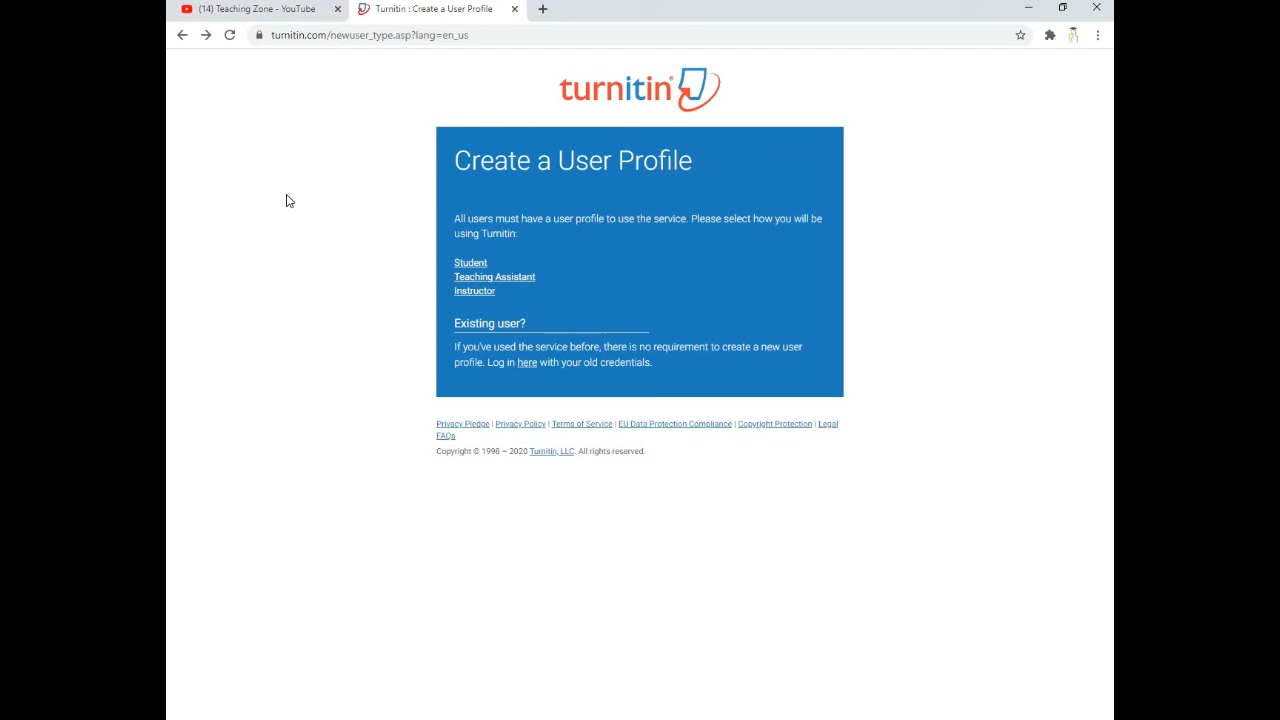 (14) Teaching Zone - YouTube
Turnitin : Create a User Profile
turnitin.com/newuser_type.asp?lang=en_us
turnitin
Create a User Profile
All users must have a user profile to use the service. Please select how you will be
using Turnitin:
Student
Teaching Assistant
Instructor
Existing user?
If you've used the service before, there is no requirement to create a new user
profile. Log in here with your old credentials.
Privacy Pledge | Privacy Policy | Terms of Service | EU Data Protection Compliance | Copyright Protection | Legal
FAQs
Copyright © 1998 – 2020 Turnitin, LLC. All rights reserved.